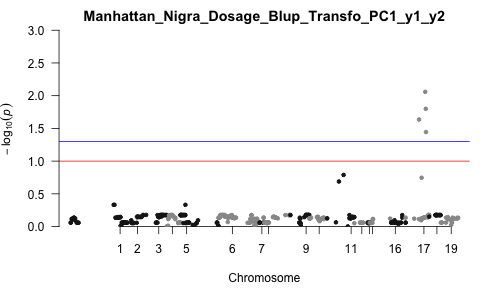 Manhattan_Nigra_Dosage_Blup_Transfo_PC1_y1_y2
3.0
2.5
2.0
1.5
1.0
0.5
0.0
− log10(p)
1 2 3 5 6 7 9 11 16 17 19
Chromosome